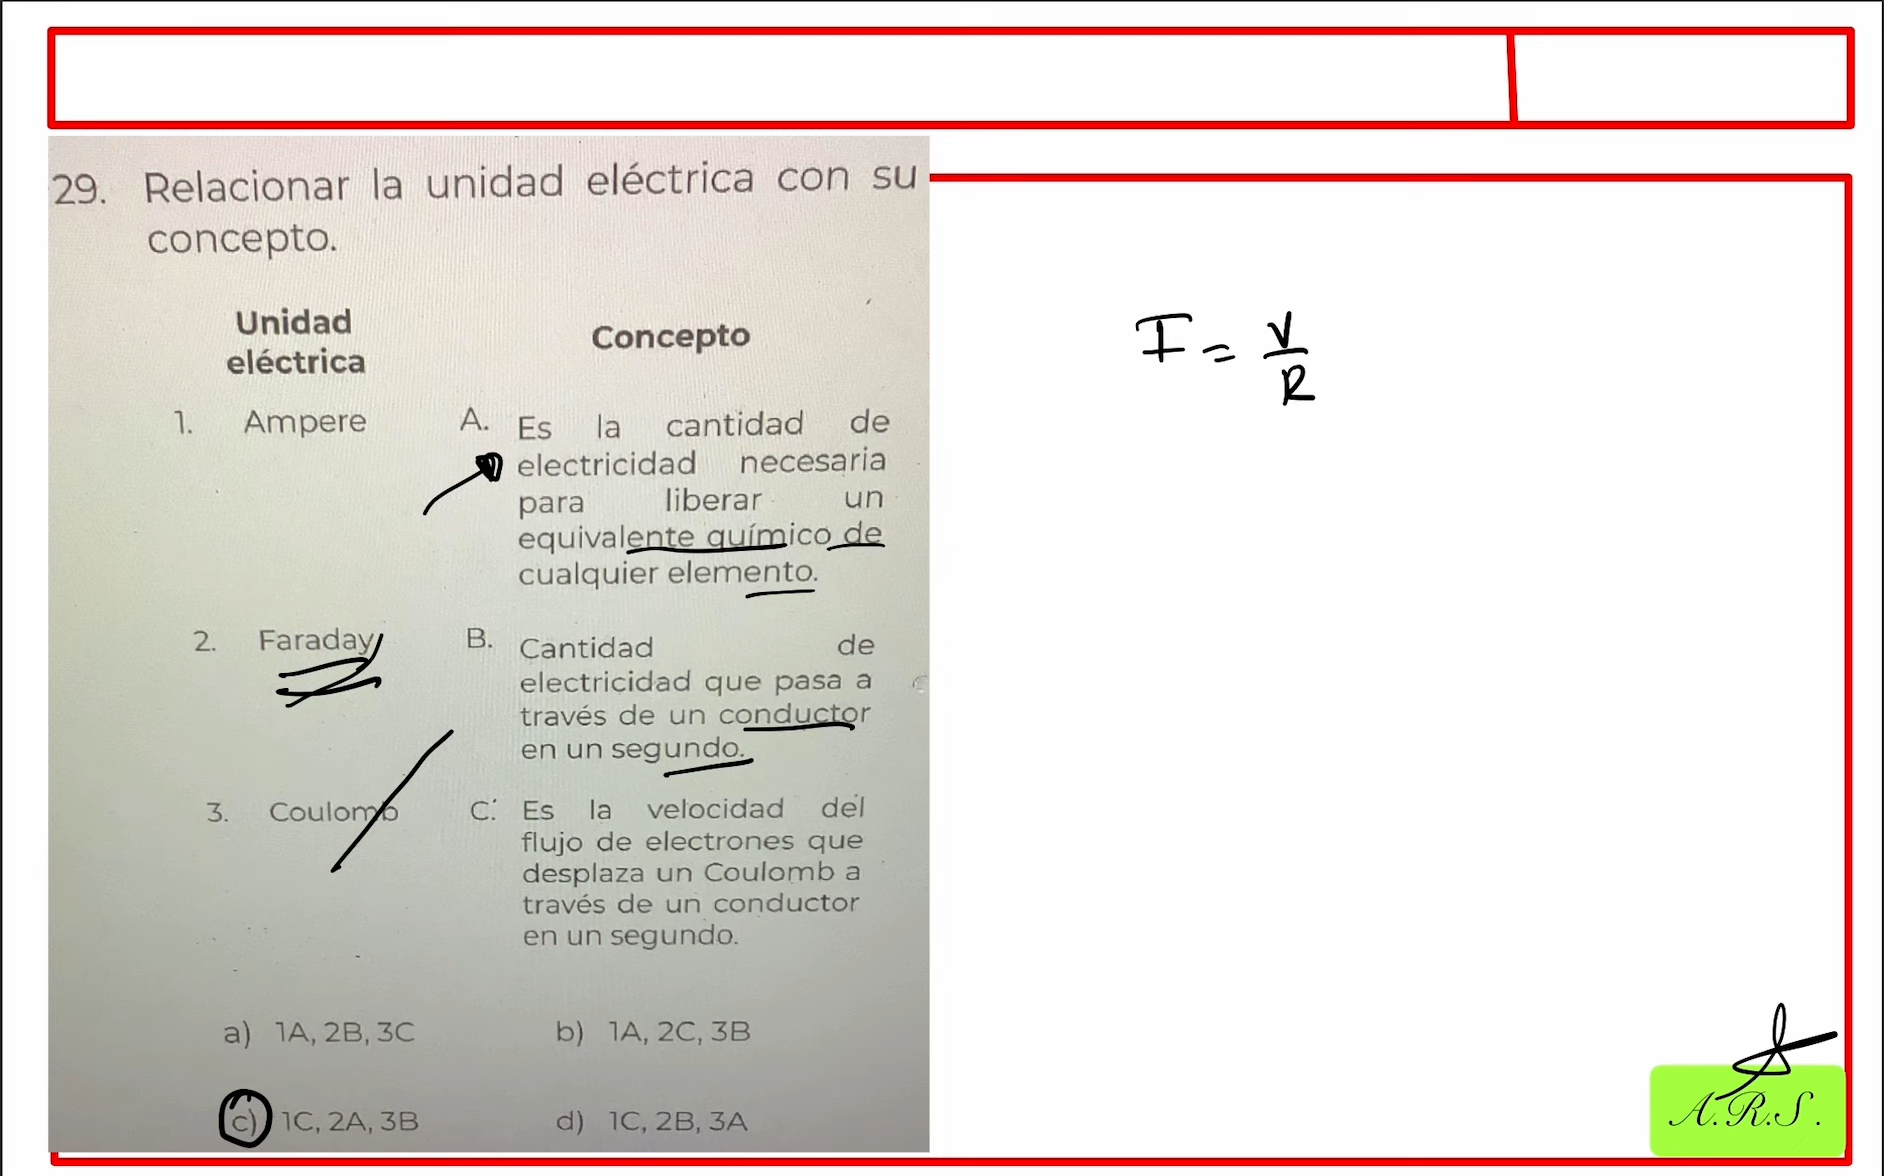 29. Relacionar la unidad eléctrica con su
concepto.
Unidad
eléctrica
Concepto
1. Ampere
A. Es la cantidad de
electricidad necesaria
para liberar un
equivalente químico de
cualquier elemento.
2. Faraday
B. Cantidad de
electricidad que pasa a
través de un conductor
en un segundo.
3. Coulomb
C. Es la velocidad del
flujo de electrones que
desplaza un Coulomb a
través de un conductor
en un segundo.
a) 1A, 2B, 3C
b) 1A, 2C, 3B
c) 1C, 2A, 3B
d) 1C, 2B, 3A
I = V/R
A.R.S.